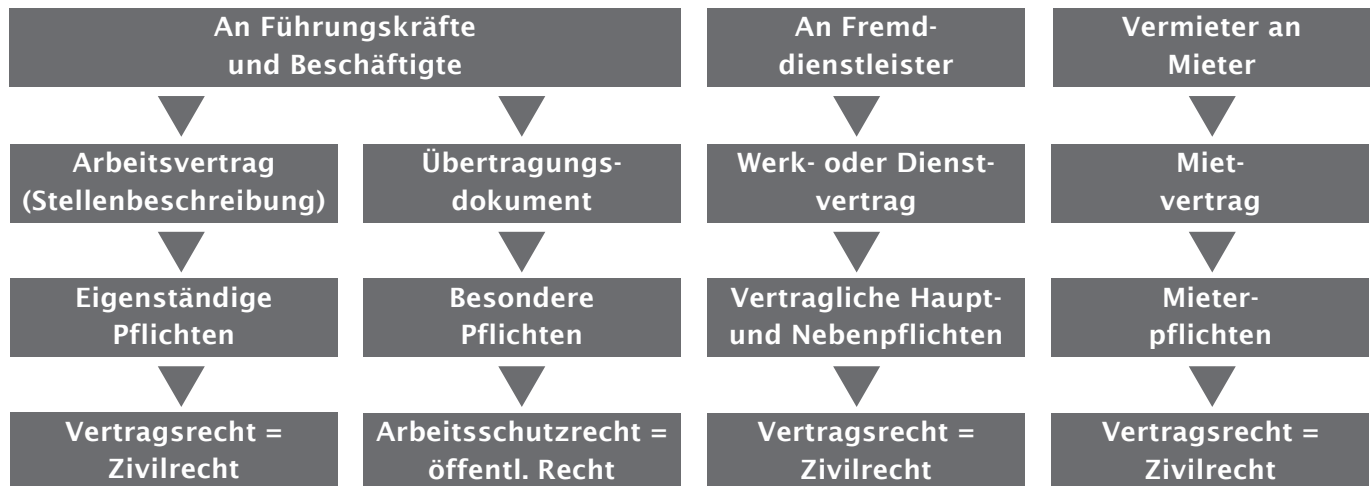 An Führungskräfte
und Beschäftigte
An Fremd-
dienstleister
Vermieter an
Mieter
Arbeitsvertrag
(Stellenbeschreibung)
Übertragungs-
dokument
Werk- oder Dienst-
vertrag
Miet-
vertrag
Eigenständige
Pflichten
Besondere
Pflichten
Vertragliche Haupt-
und Nebenpflichten
Mieter-
pflichten
Vertragsrecht =
Zivilrecht
Arbeitsschutzrecht =
öffentl. Recht
Vertragsrecht =
Zivilrecht
Vertragsrecht =
Zivilrecht